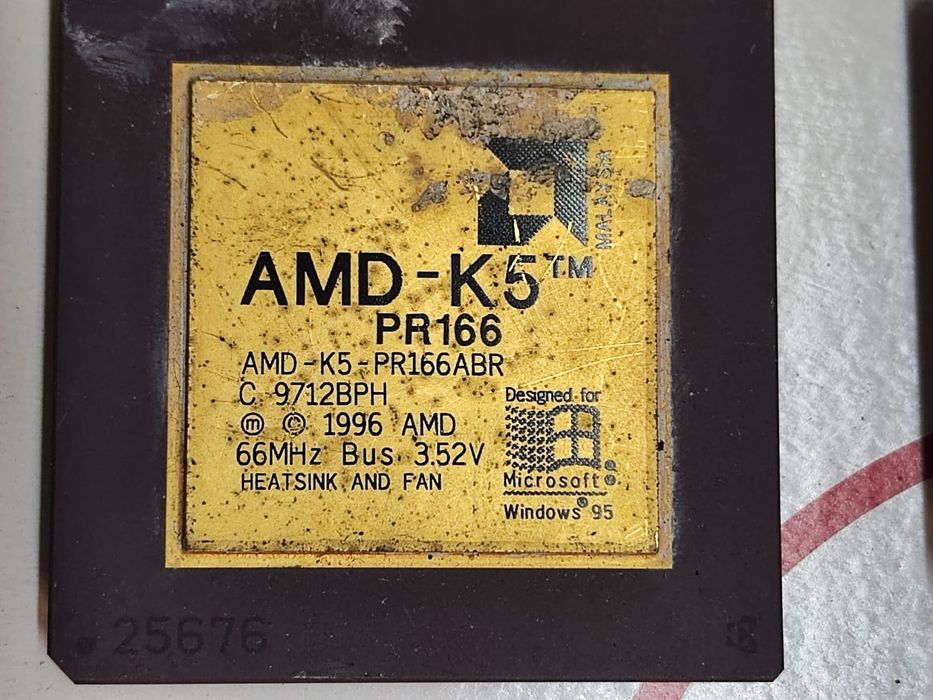 MALAYSIA
AMD-K5™
PR166
AMD-K5-PR166ABR
C 9712BPH
ⓜ © 1996 AMD
66MHz Bus 3.52V
HEATSINK AND FAN
Designed for
Microsoft®
Windows®95
25676